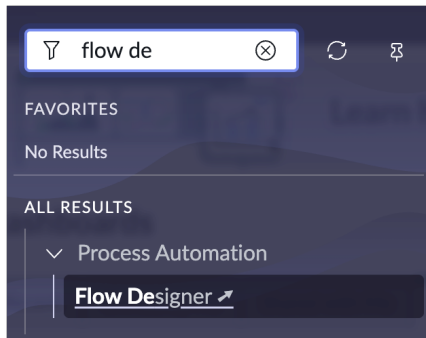 flow de
FAVORITES
No Results
ALL RESULTS
Process Automation
Flow Designer